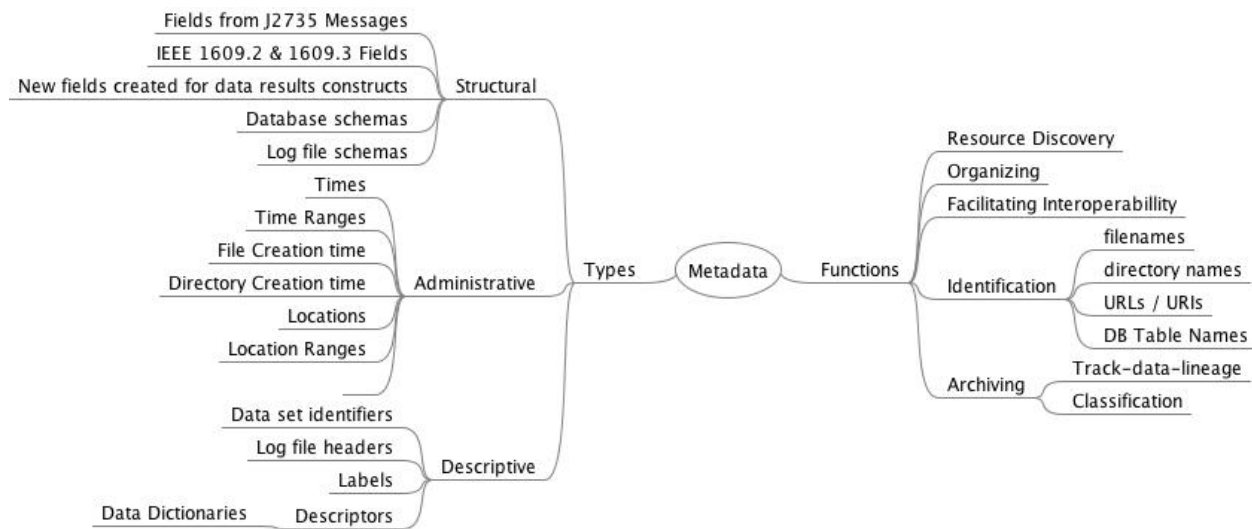 Fields from J2735 Messages
IEEE 1609.2 & 1609.3 Fields
New fields created for data results constructs
Database schemas
Log file schemas
Structural
Times
Time Ranges
File Creation time
Directory Creation time
Locations
Location Ranges
Administrative
Data set identifiers
Log file headers
Labels
Data Dictionaries
Descriptors
Descriptive
Types
Metadata
Functions
Resource Discovery
Organizing
Facilitating Interoperabillity
Identification
filenames
directory names
URLs / URIs
DB Table Names
Archiving
Track-data-lineage
Classification